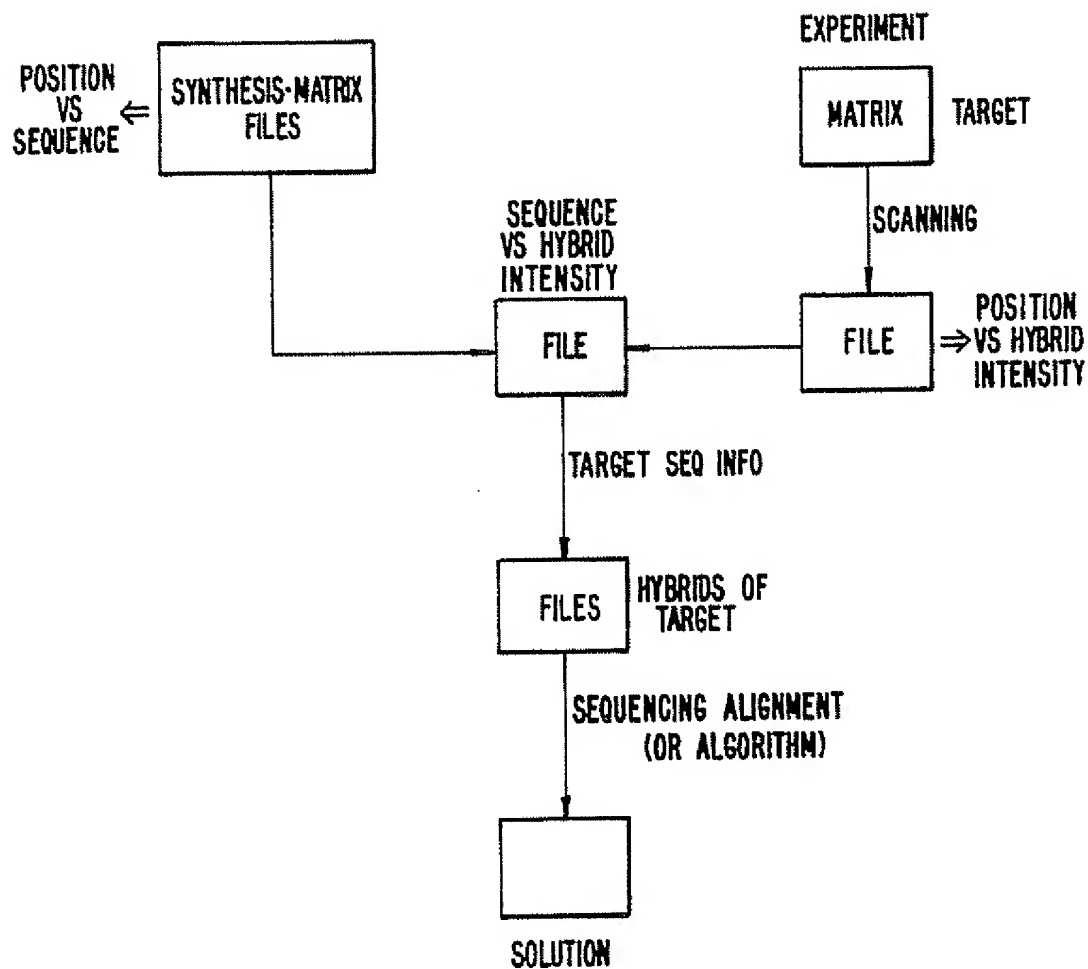 EXPERIMENT
POSITION
VS
SEQUENCE
⇐
SYNTHESIS-MATRIX
FILES
MATRIX
TARGET
SCANNING
SEQUENCE
VS HYBRID
INTENSITY
FILE
FILE
⇒
POSITION
VS HYBRID
INTENSITY
TARGET SEQ INFO
FILES
HYBRIDS OF
TARGET
SEQUENCING ALIGNMENT
(OR ALGORITHM)
SOLUTION